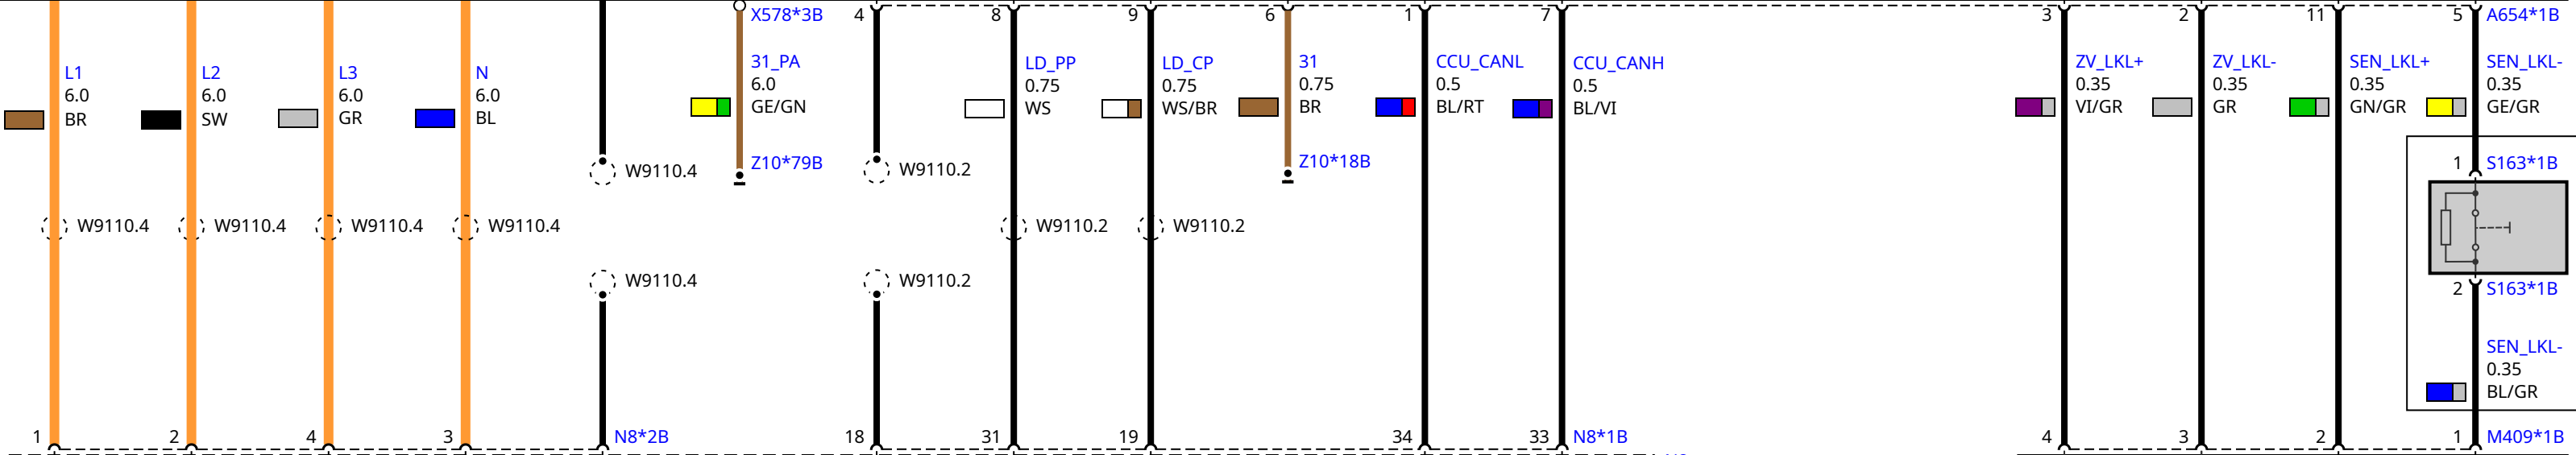 X578*3B
4
8
9
6
1
7
3
2
11
5
A654*1B
L1
6.0
BR
L2
6.0
SW
L3
6.0
GR
N
6.0
BL
31_PA
6.0
GE/GN
LD_PP
0.75
WS
LD_CP
0.75
WS/BR
31
0.75
BR
CCU_CANL
0.5
BL/RT
CCU_CANH
0.5
BL/VI
ZV_LKL+
0.35
VI/GR
ZV_LKL-
0.35
GR
SEN_LKL+
0.35
GN/GR
SEN_LKL-
0.35
GE/GR
W9110.4
Z10*79B
W9110.2
Z10*18B
1
S163*1B
W9110.4
W9110.4
W9110.4
W9110.4
W9110.2
W9110.2
W9110.4
W9110.2
2
S163*1B
SEN_LKL-
0.35
BL/GR
1
2
4
3
N8*2B
18
31
19
34
33
N8*1B
4
3
2
1
M409*1B